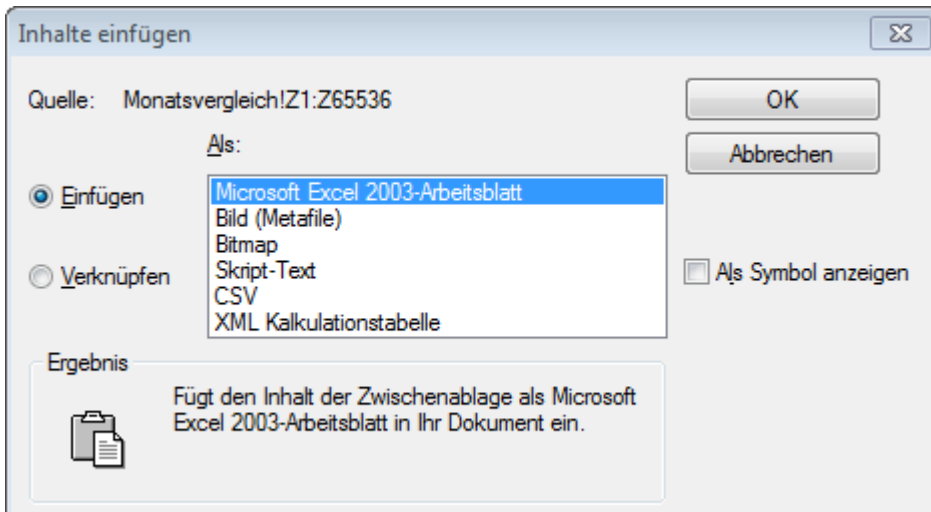 Inhalte einfügen
Quelle: Monatsvergleich!Z1:Z65536
OK
Als:
Abbrechen
Einfügen
Verknüpfen
Microsoft Excel 2003-Arbeitsblatt
Bild (Metafile)
Bitmap
Skript-Text
CSV
XML Kalkulationstabelle
Als Symbol anzeigen
Ergebnis
Fügt den Inhalt der Zwischenablage als Microsoft
Excel 2003-Arbeitsblatt in Ihr Dokument ein.